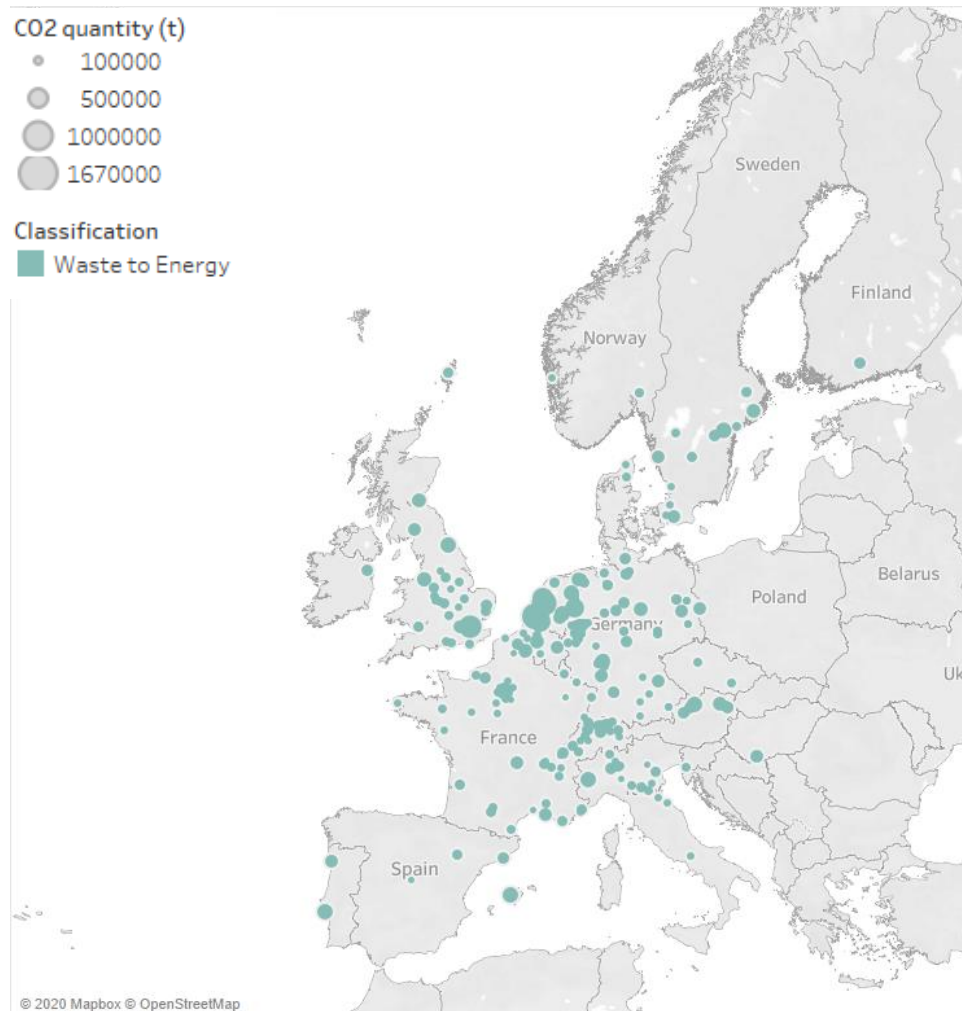 CO2 quantity (t)
100000
500000
1000000
1670000
Classification
Waste to Energy
Sweden
Finland
Norway
Belarus
Poland
Germany
Uk
France
Spain
© 2020 Mapbox © OpenStreetMap